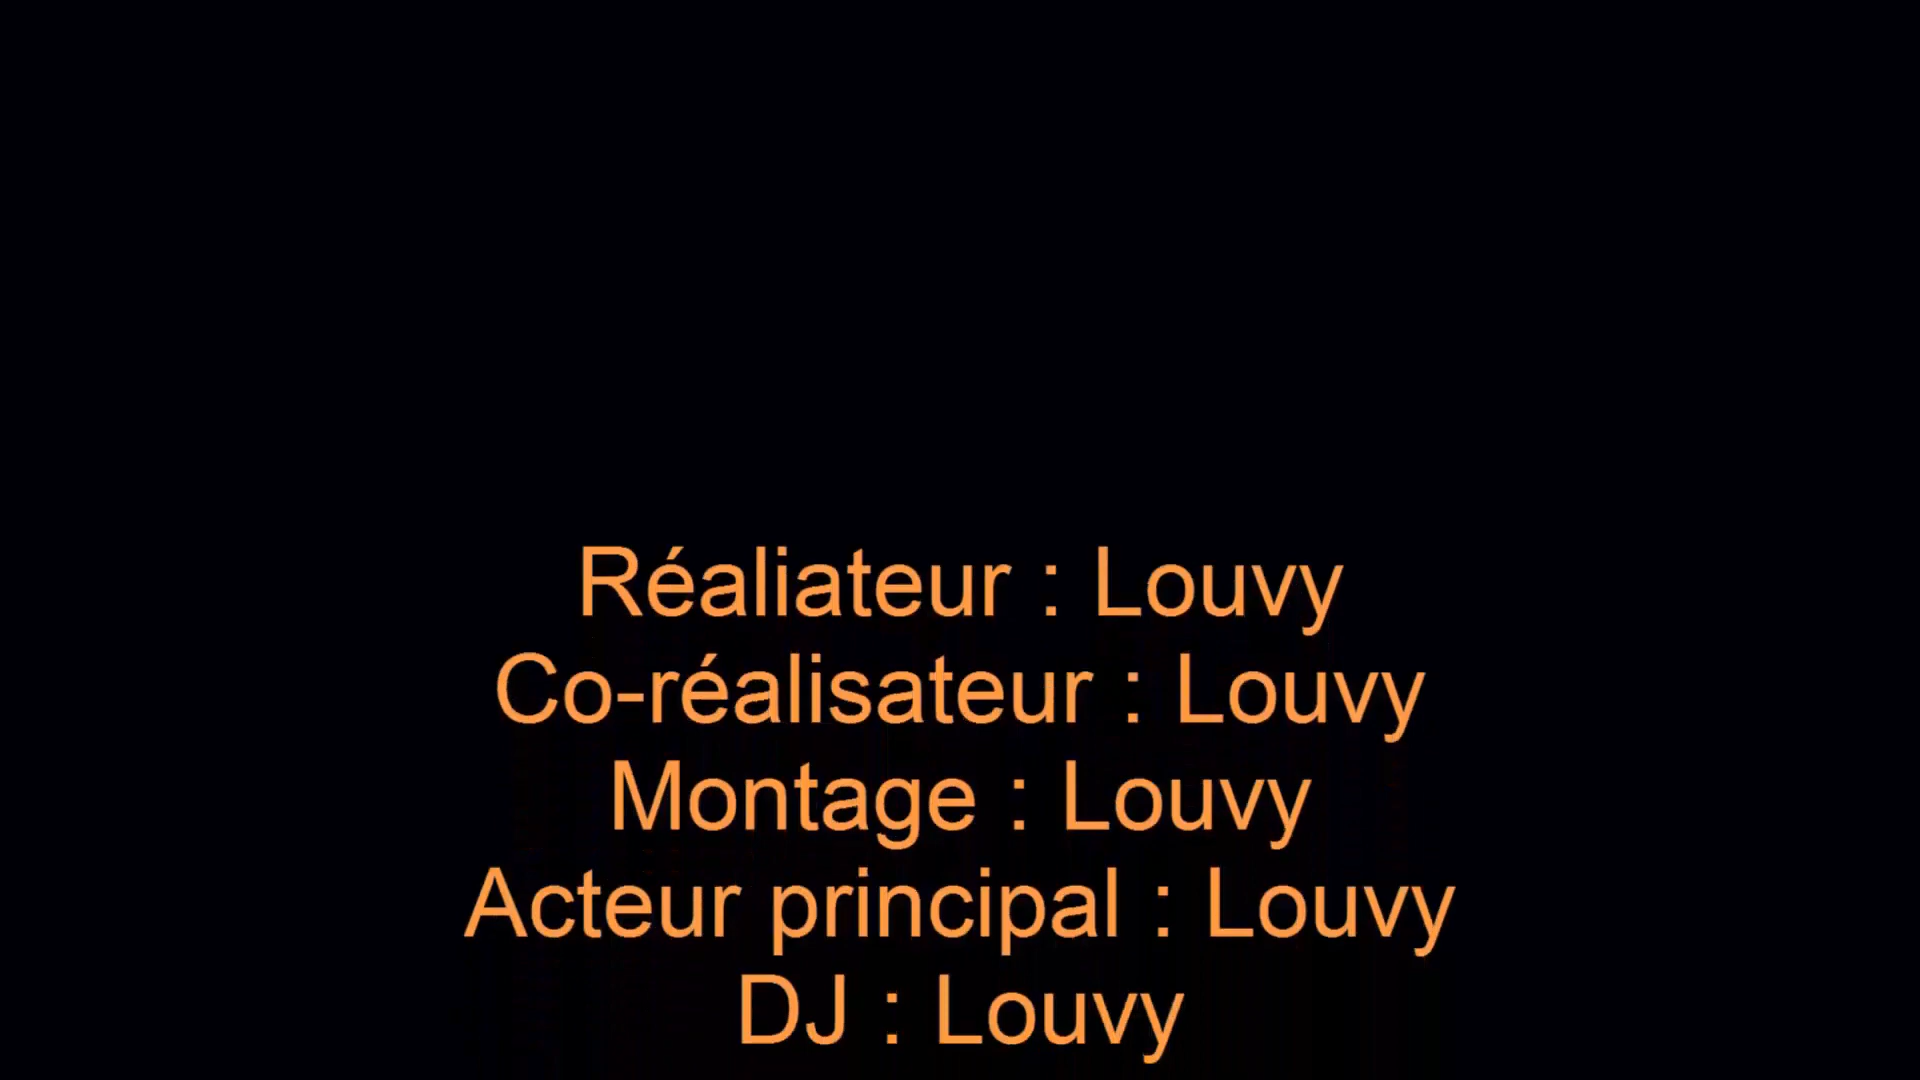 Réaliateur : Louvy
Co-réalisateur : Louvy
Montage : Louvy
Acteur principal : Louvy
DJ : Louvy